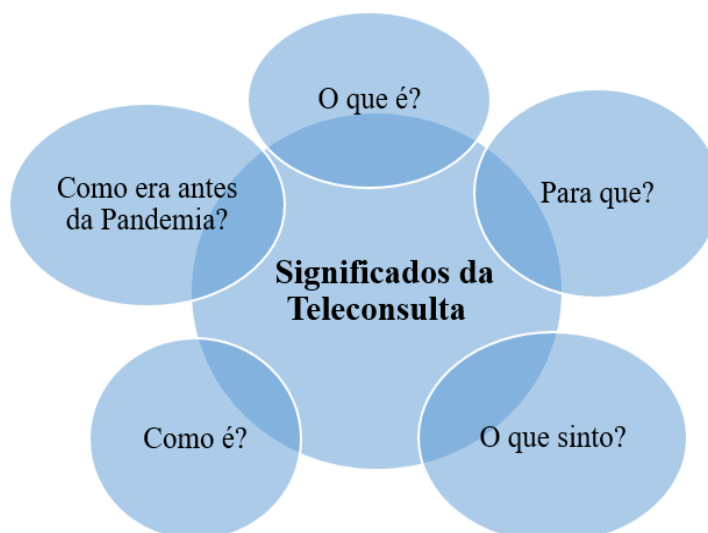 O que é?
Como era antes
da Pandemia?
Para que?
Significados da
Teleconsulta
Como é?
O que sinto?